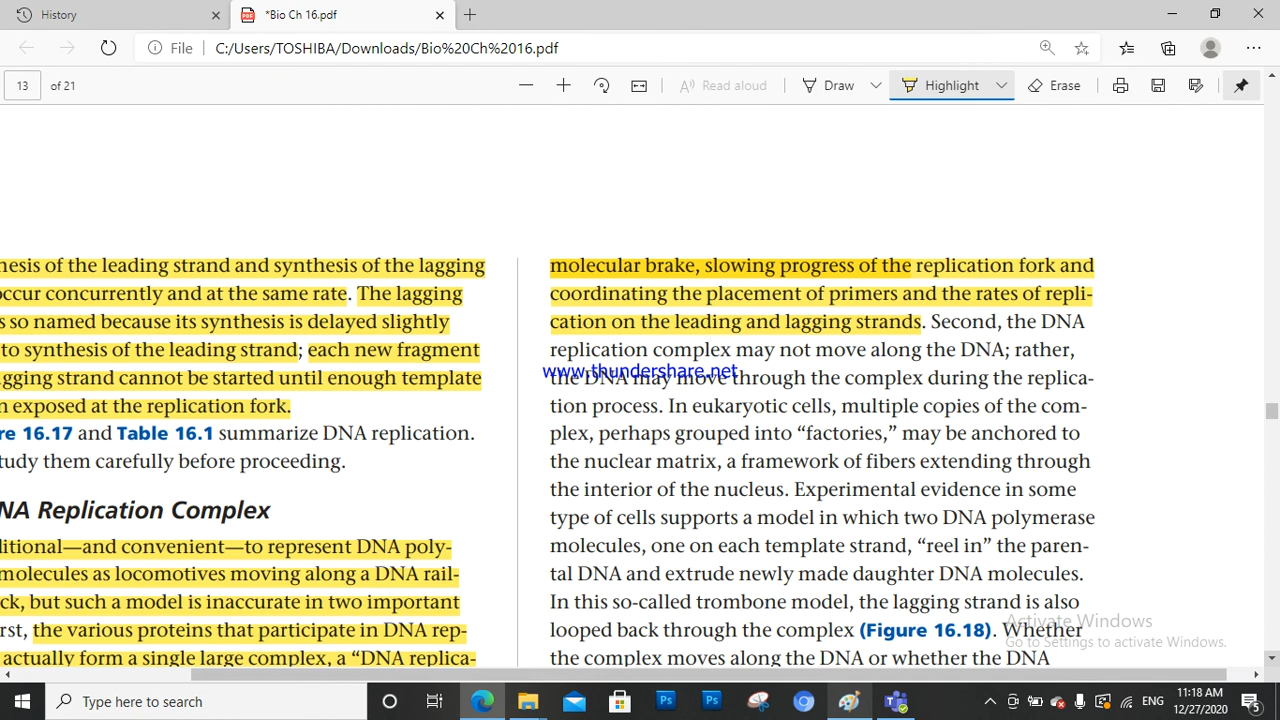 History
*Bio Ch 16.pdf
File
C:/Users/TOSHIBA/Downloads/Bio%20Ch%2016.pdf
13 of 21
Read aloud
Draw
Highlight
Erase
nesis of the leading strand and synthesis of the lagging
occur concurrently and at the same rate. The lagging
s so named because its synthesis is delayed slightly
to synthesis of the leading strand; each new fragment
gging strand cannot be started until enough template
n exposed at the replication fork.
re 16.17 and Table 16.1 summarize DNA replication.
tudy them carefully before proceeding.
NA Replication Complex
ditional—and convenient—to represent DNA poly-
molecules as locomotives moving along a DNA rail-
ck, but such a model is inaccurate in two important
rst, the various proteins that participate in DNA rep-
actually form a single large complex, a “DNA replica-
molecular brake, slowing progress of the replication fork and
coordinating the placement of primers and the rates of repli-
cation on the leading and lagging strands. Second, the DNA
replication complex may not move along the DNA; rather,
the DNA may move through the complex during the replica-
www.thundershare.net
tion process. In eukaryotic cells, multiple copies of the com-
plex, perhaps grouped into “factories,” may be anchored to
the nuclear matrix, a framework of fibers extending through
the interior of the nucleus. Experimental evidence in some
type of cells supports a model in which two DNA polymerase
molecules, one on each template strand, “reel in” the paren-
tal DNA and extrude newly made daughter DNA molecules.
In this so-called trombone model, the lagging strand is also
looped back through the complex (Figure 16.18). Whether
the complex moves along the DNA or whether the DNA
Activate Windows
Go to Settings to activate Windows.
Type here to search
ENG
11:18 AM
12/27/2020
5